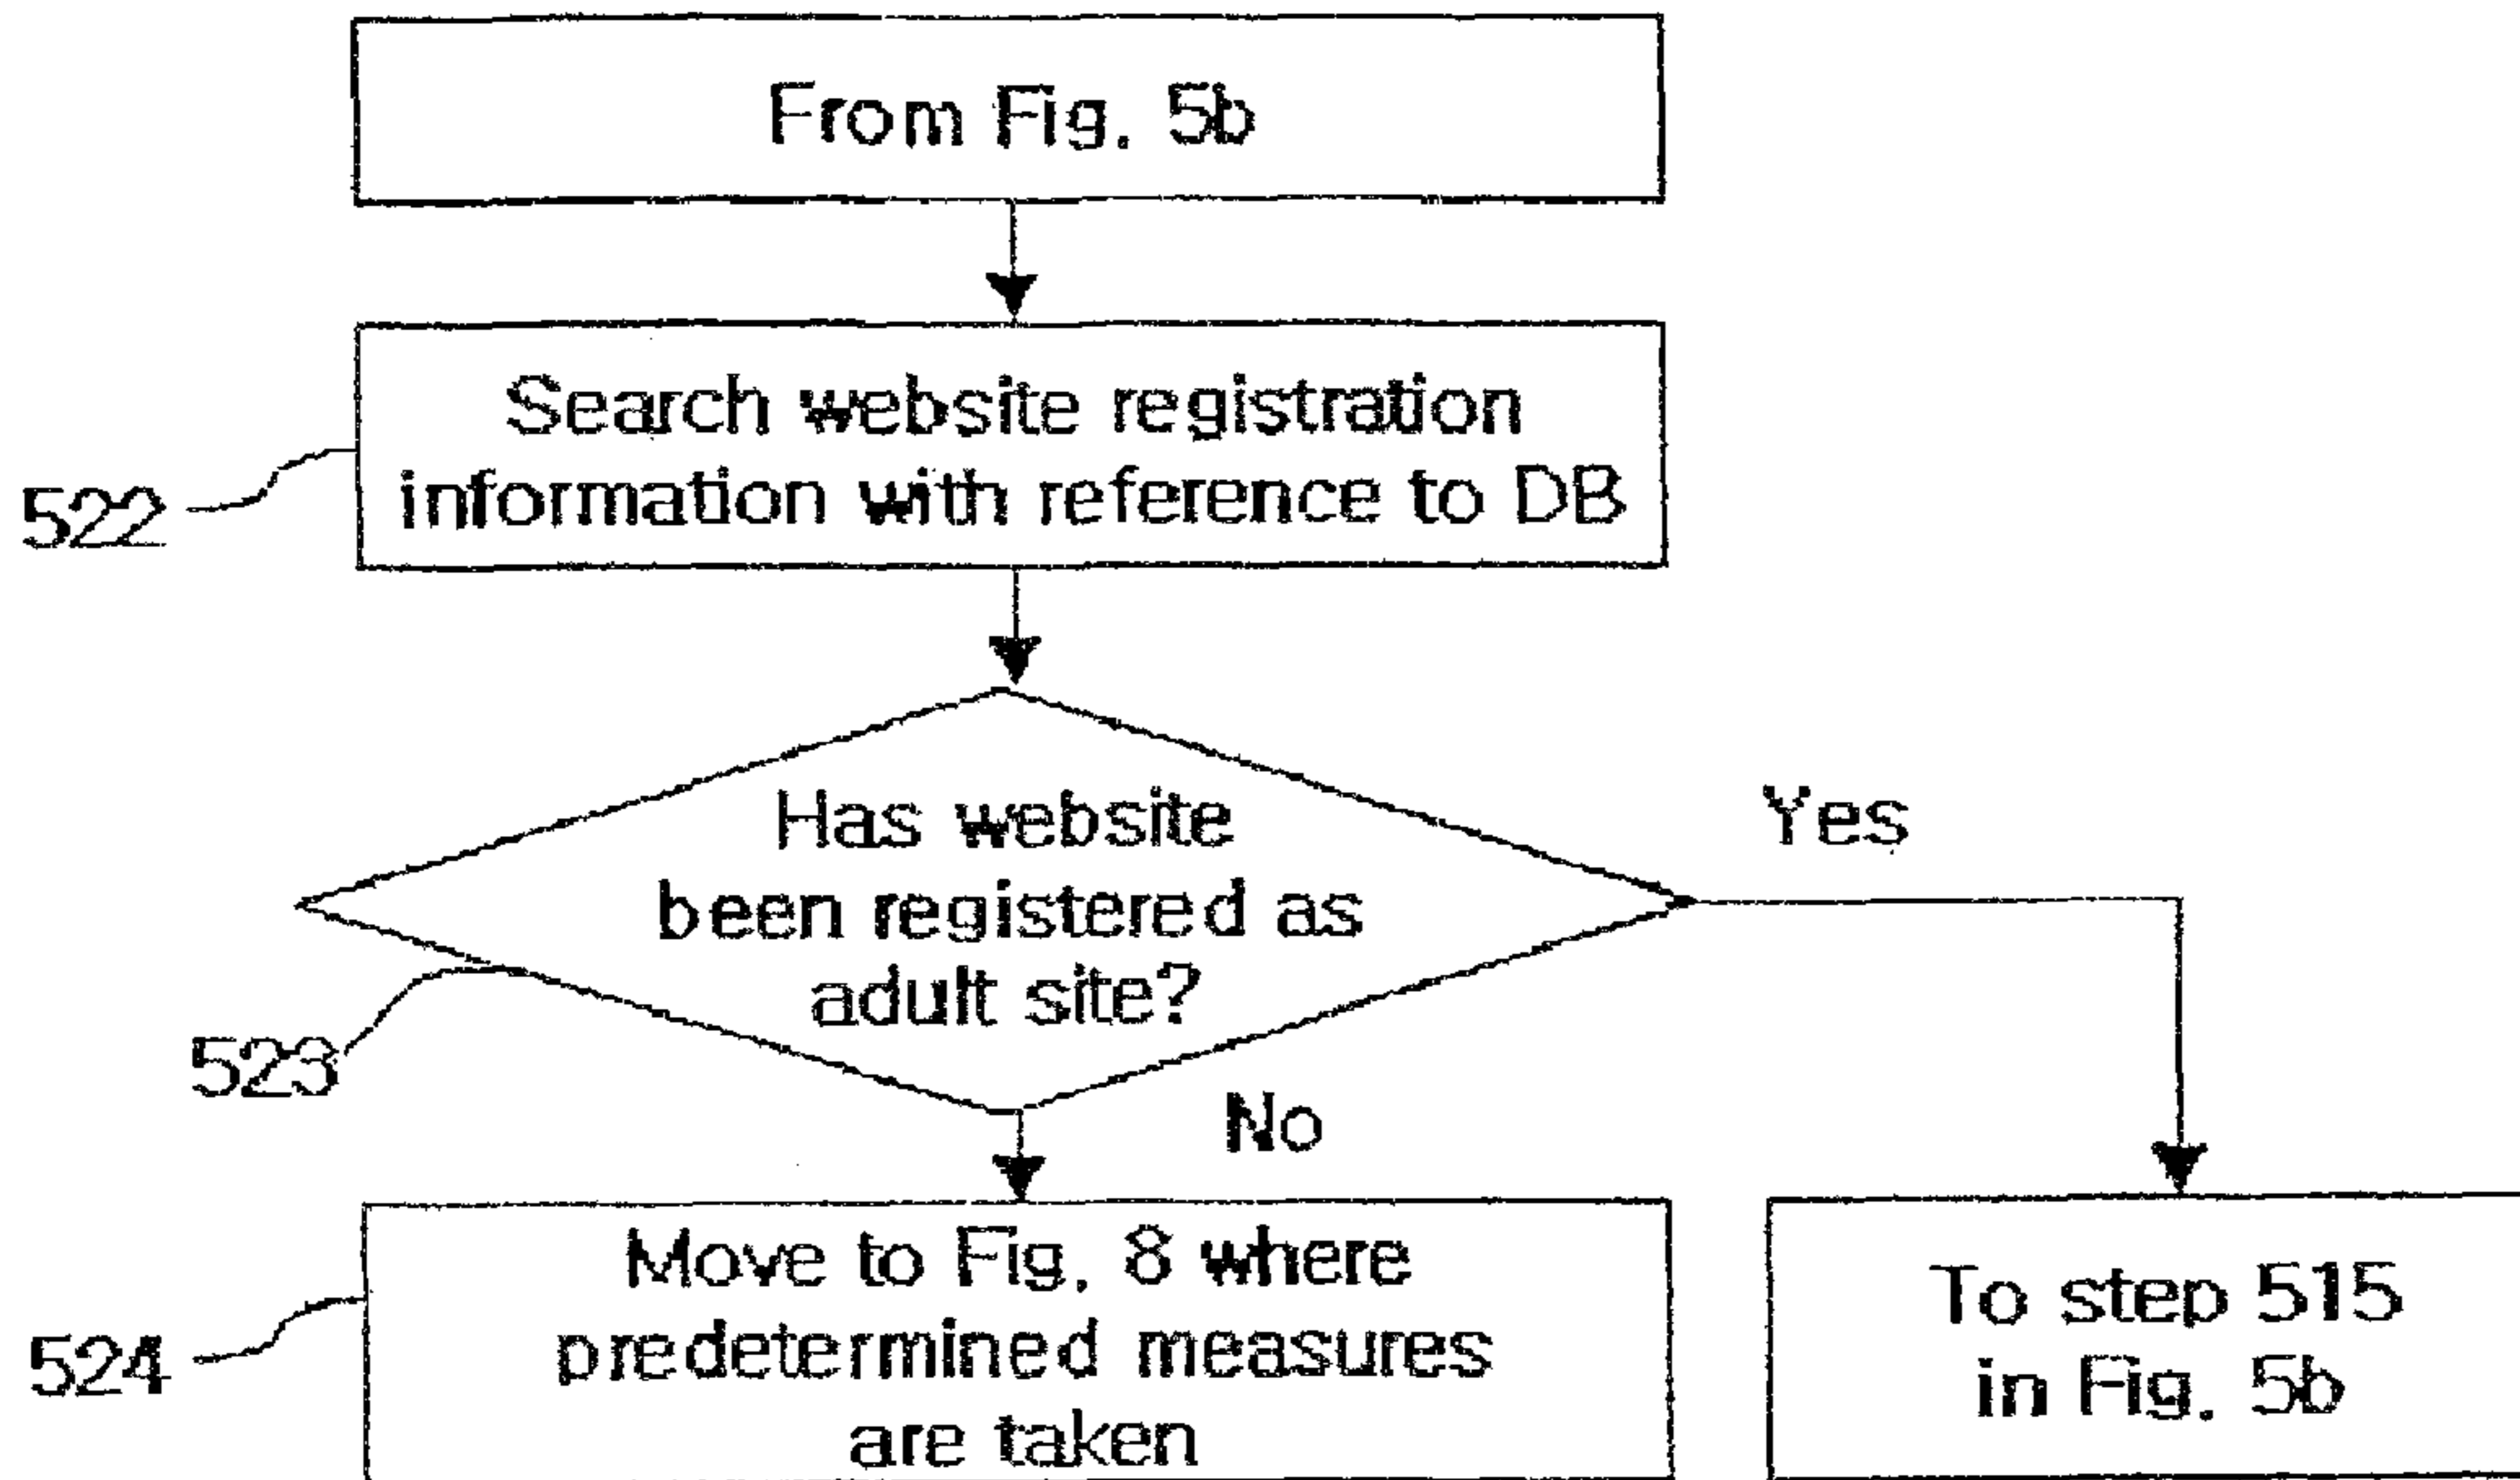 From Fig. 5b
Search website registration
information with reference to DB
522
Has website
been registered as
adult site?
Yes
523
No
Move to Fig. 8 where
predetermined measures
are taken
524
To step 515
in Fig. 5b